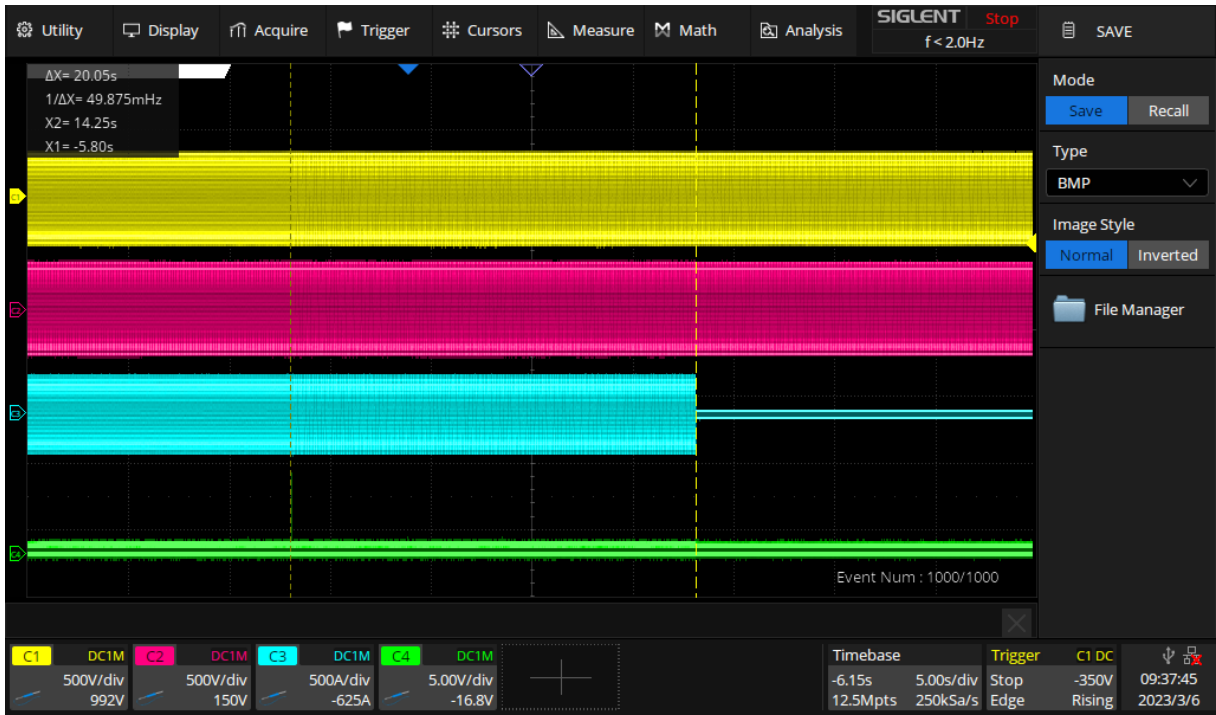 Utility Display Acquire Trigger Cursors Measure Math Analysis
SIGLENT Stop
f < 2.0Hz
SAVE
ΔX= 20.05s
1/ΔX= 49.875mHz
X2= 14.25s
X1= -5.80s
Mode
Save Recall
Type
BMP
Image Style
Normal Inverted
File Manager
C1
C2
C3
C4
Event Num : 1000/1000
C1 DC1M
500V/div
992V
C2 DC1M
500V/div
150V
C3 DC1M
500A/div
-625A
C4 DC1M
5.00V/div
-16.8V
Timebase
-6.15s 5.00s/div
12.5Mpts 250kSa/s
Trigger C1 DC
Stop -350V
Edge Rising
09:37:45
2023/3/6